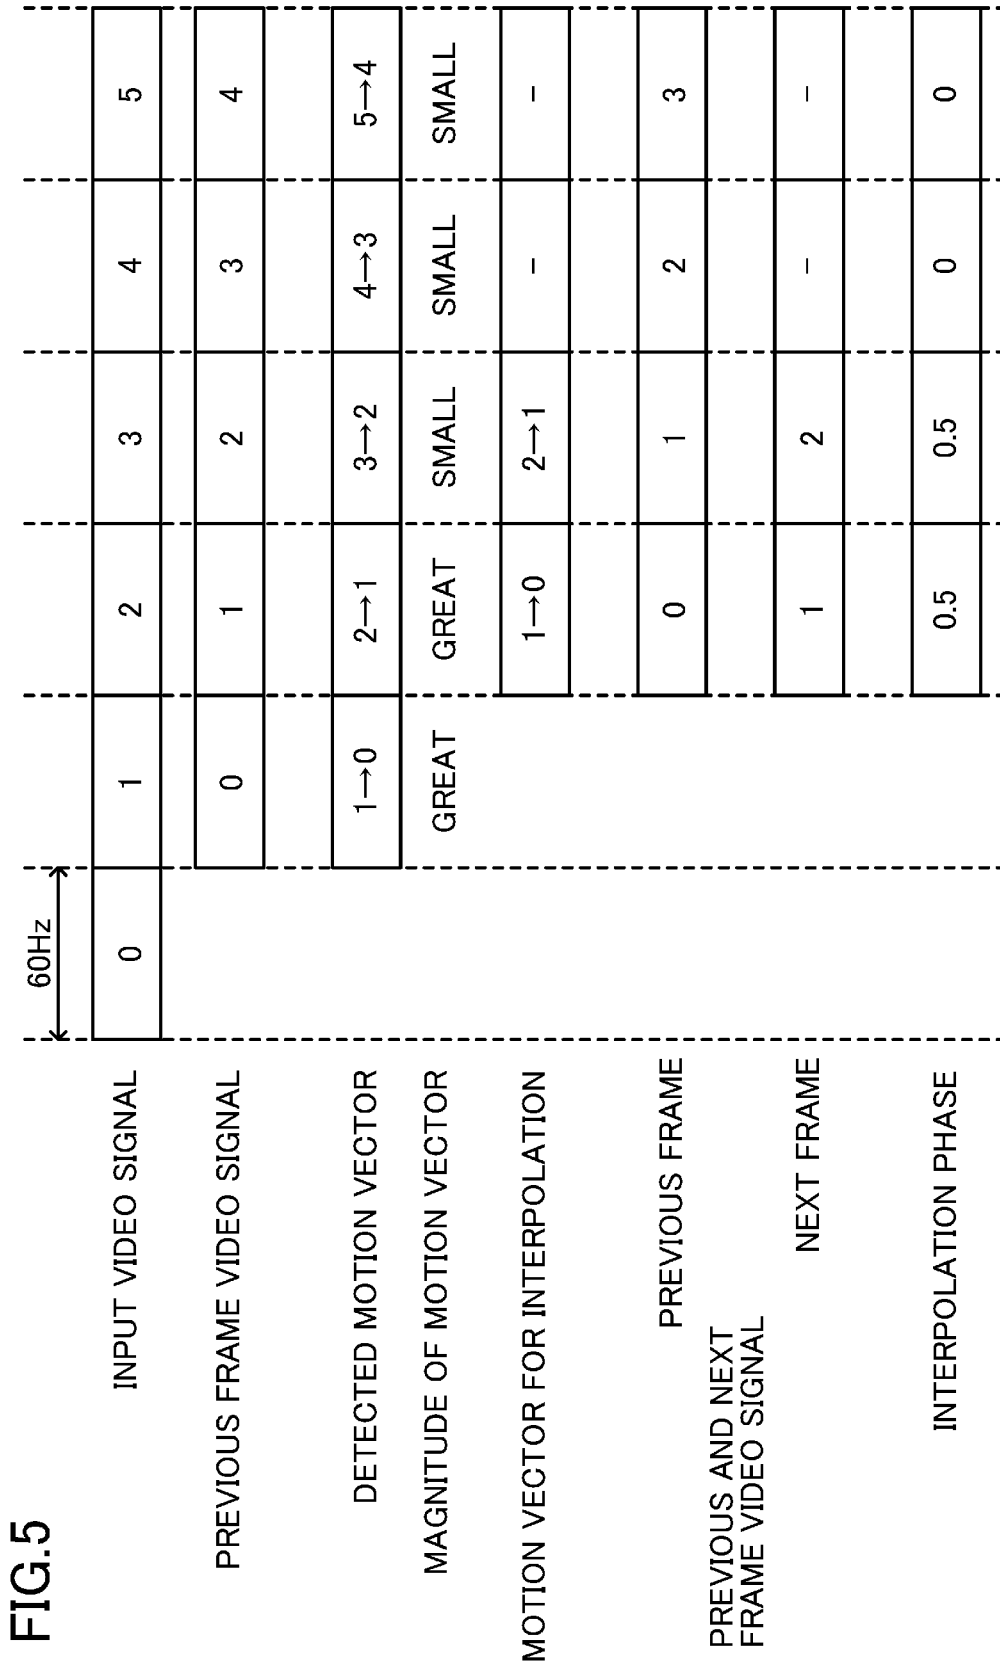 FIG.5
60Hz
INPUT VIDEO SIGNAL 0 1 2 3 4 5
PREVIOUS FRAME VIDEO SIGNAL 0 1 2 3 4
DETECTED MOTION VECTOR 1→0 2→1 3→2 4→3 5→4
MAGNITUDE OF MOTION VECTOR GREAT GREAT SMALL SMALL SMALL
MOTION VECTOR FOR INTERPOLATION 1→0 2→1 - -
PREVIOUS FRAME 0 1 2 3
PREVIOUS AND NEXT
FRAME VIDEO SIGNAL
NEXT FRAME 1 2 - -
INTERPOLATION PHASE 0.5 0.5 0 0